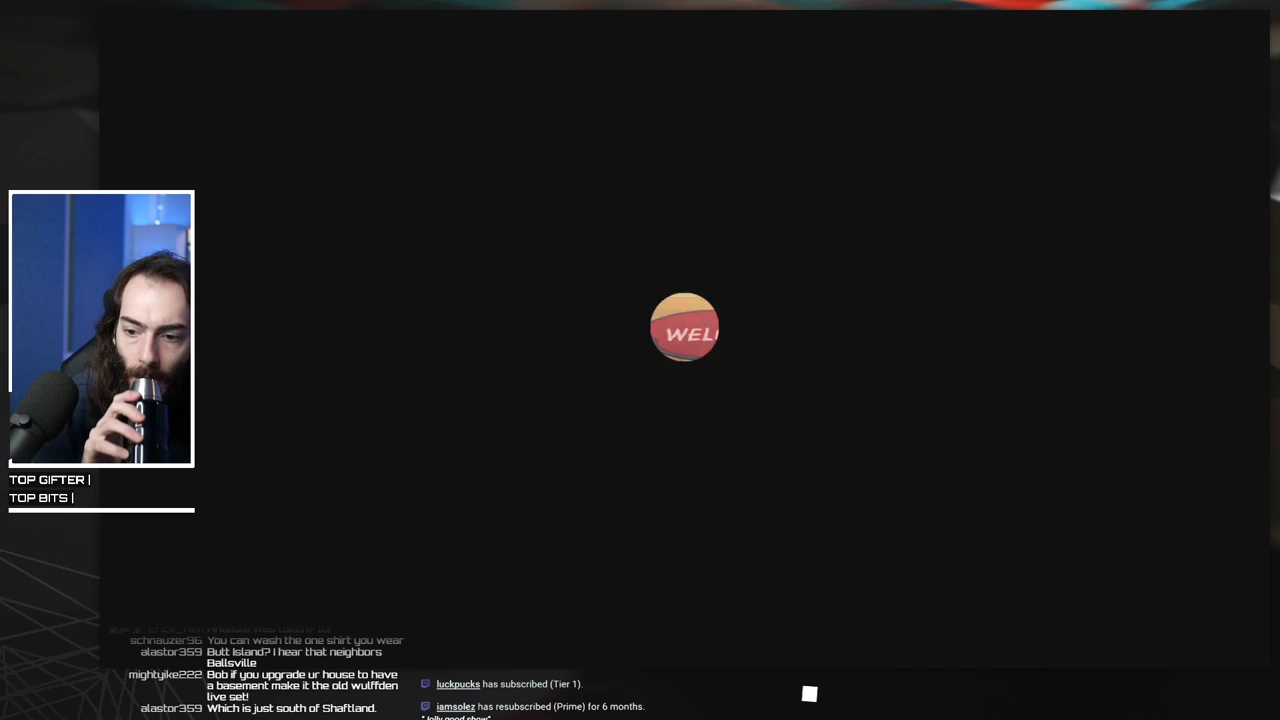 WEL
TOP GIFTER |
TOP BITS |
schnauzer96 You can wash the one shirt you wear
alastor359 Butt Island? I hear that neighbors
Ballsville
mightyike222 Bob if you upgrade ur house to have
a basement make it the old wulffden
live set!
alastor359 Which is just south of Shaftland.
luckpucks has subscribed (Tier 1).
iamsolez has resubscribed (Prime) for 6 months.
"Jolly good show"